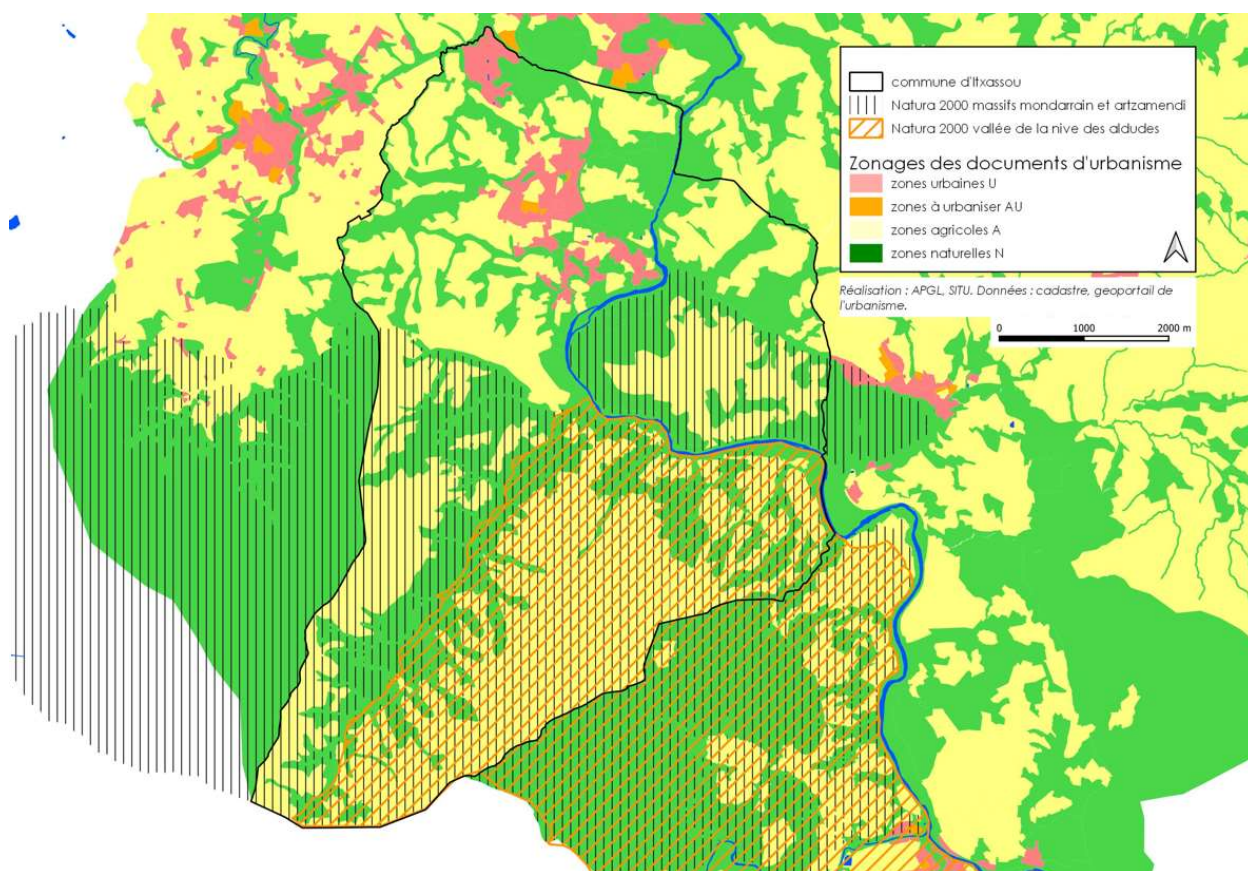 commune d'Itxassou
Natura 2000 massifs mondarrain et artzamendi
Natura 2000 vallée de la nive des aldudes
Zonages des documents d'urbanisme
zones urbaines U
zones à urbaniser AU
zones agricoles A
zones naturelles N
Réalisation : APGL, SITU. Données : cadastre, geoportail de
l'urbanisme.
0 1000 2000 m